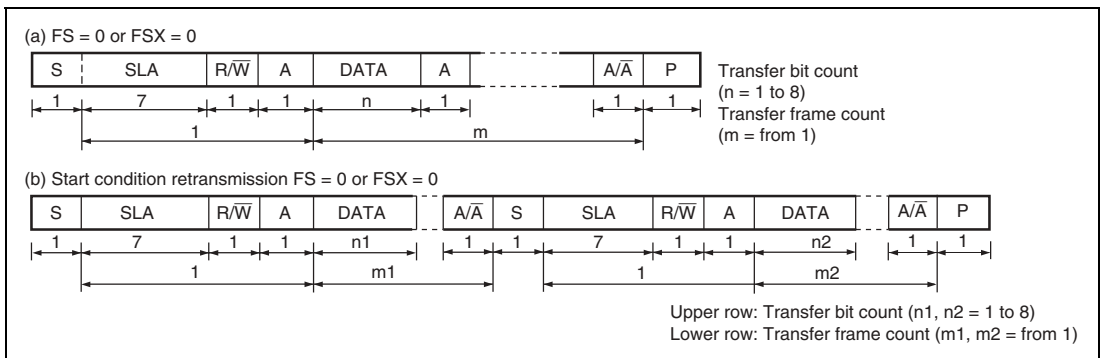 (a) FS = 0 or FSX = 0
S SLA R/W̅ A DATA A A/A̅ P
1 7 1 1 n 1 1 1
1 m
Transfer bit count
(n = 1 to 8)
Transfer frame count
(m = from 1)
(b) Start condition retransmission FS = 0 or FSX = 0
S SLA R/W̅ A DATA A/A̅ S SLA R/W̅ A DATA A/A̅ P
1 7 1 1 n1 1 1 7 1 1 n2 1 1
1 m1 1 m2
Upper row: Transfer bit count (n1, n2 = 1 to 8)
Lower row: Transfer frame count (m1, m2 = from 1)